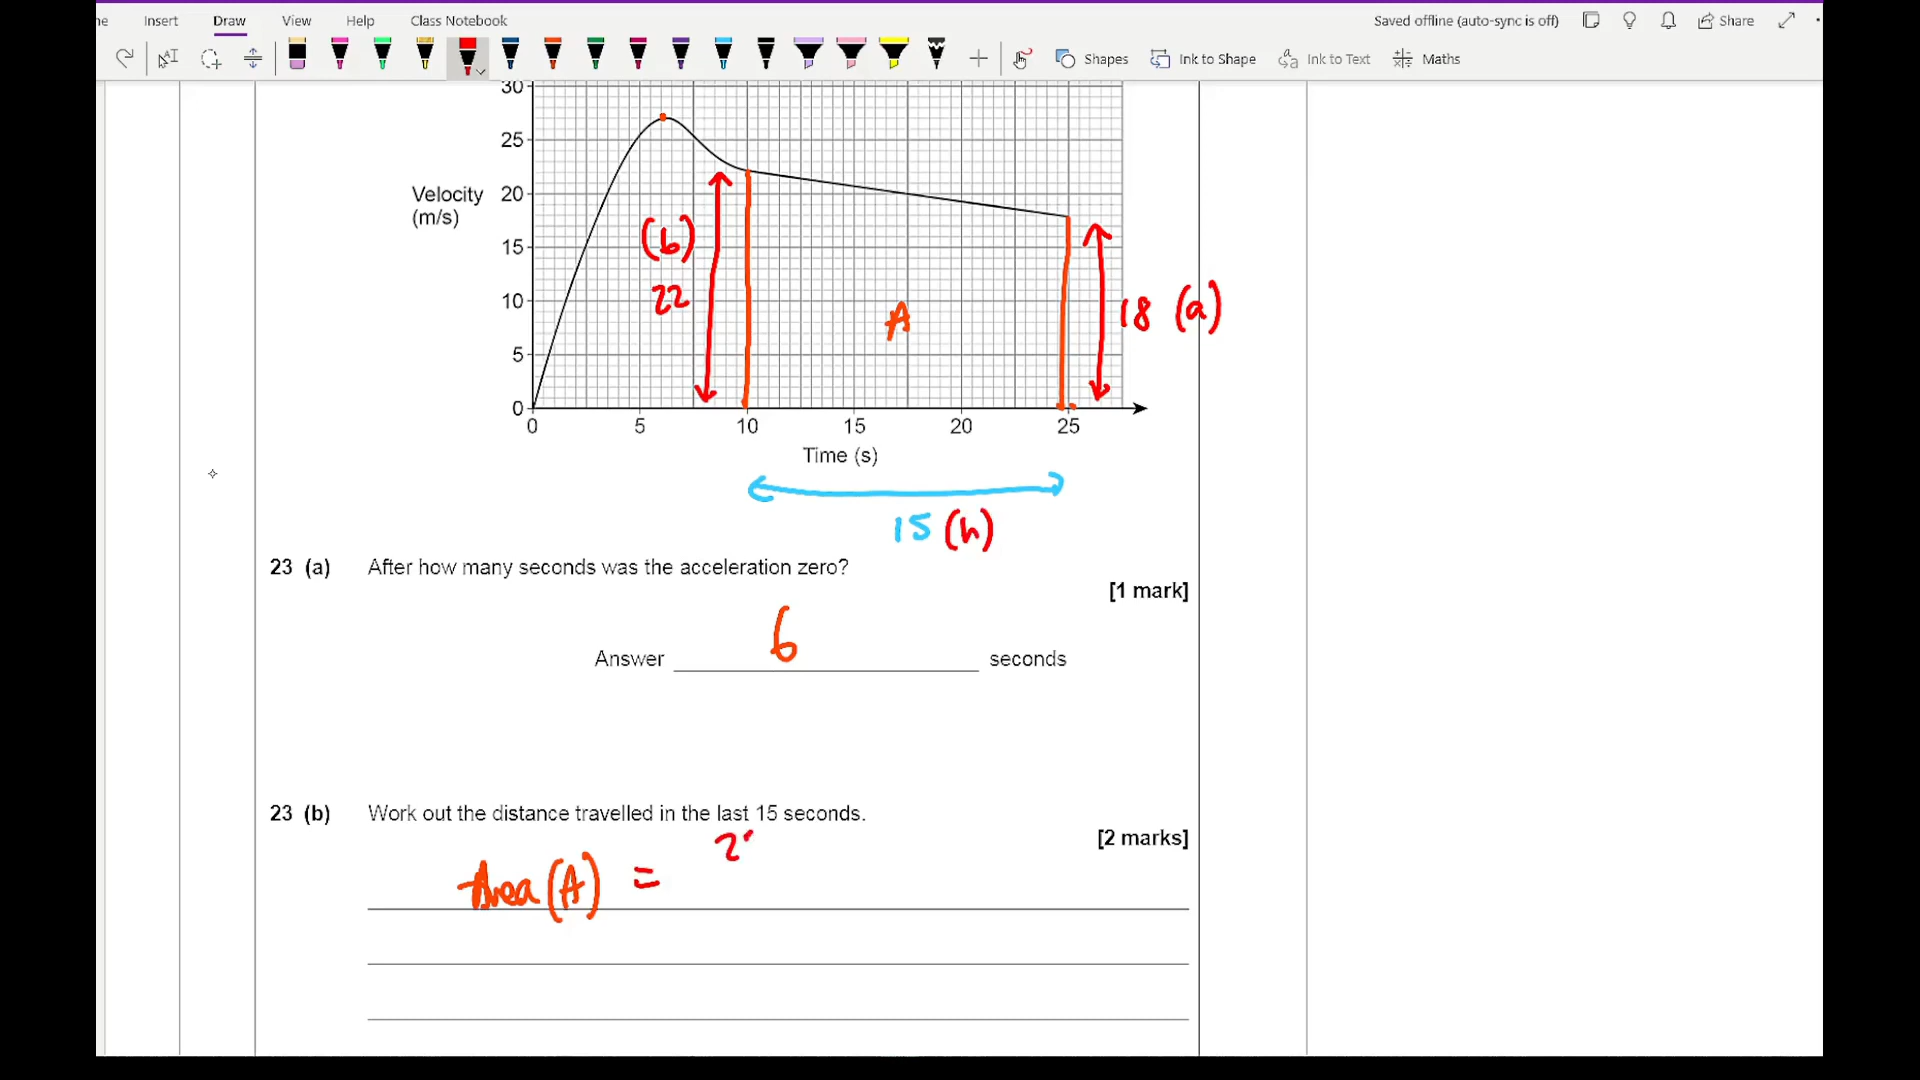 Insert Draw View Help Class Notebook Saved offline (auto-sync is off) Share
Shapes Ink to Shape Ink to Text Maths
30
25
20
15
10
5
0
Velocity
(m/s)
(b)
22
A
18 (a)
0 5 10 15 20 25
Time (s)
15 (h)
23 (a) After how many seconds was the acceleration zero?
[1 mark]
Answer 6 seconds
23 (b) Work out the distance travelled in the last 15 seconds.
[2 marks]
Area (A) = 2